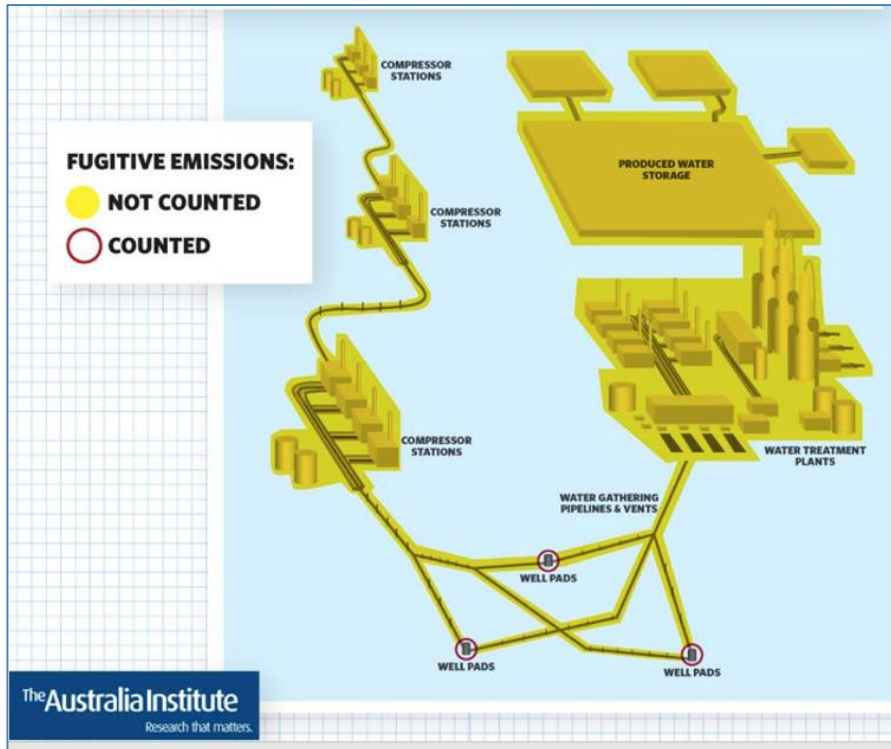 COMPRESSOR
STATIONS
PRODUCED WATER
STORAGE
FUGITIVE EMISSIONS:
NOT COUNTED
COUNTED
COMPRESSOR
STATIONS
COMPRESSOR
STATIONS
WATER TREATMENT
PLANTS
WATER GATHERING
PIPELINES & VENTS
WELL PADS
WELL PADS
WELL PADS
The Australia Institute
Research that matters.